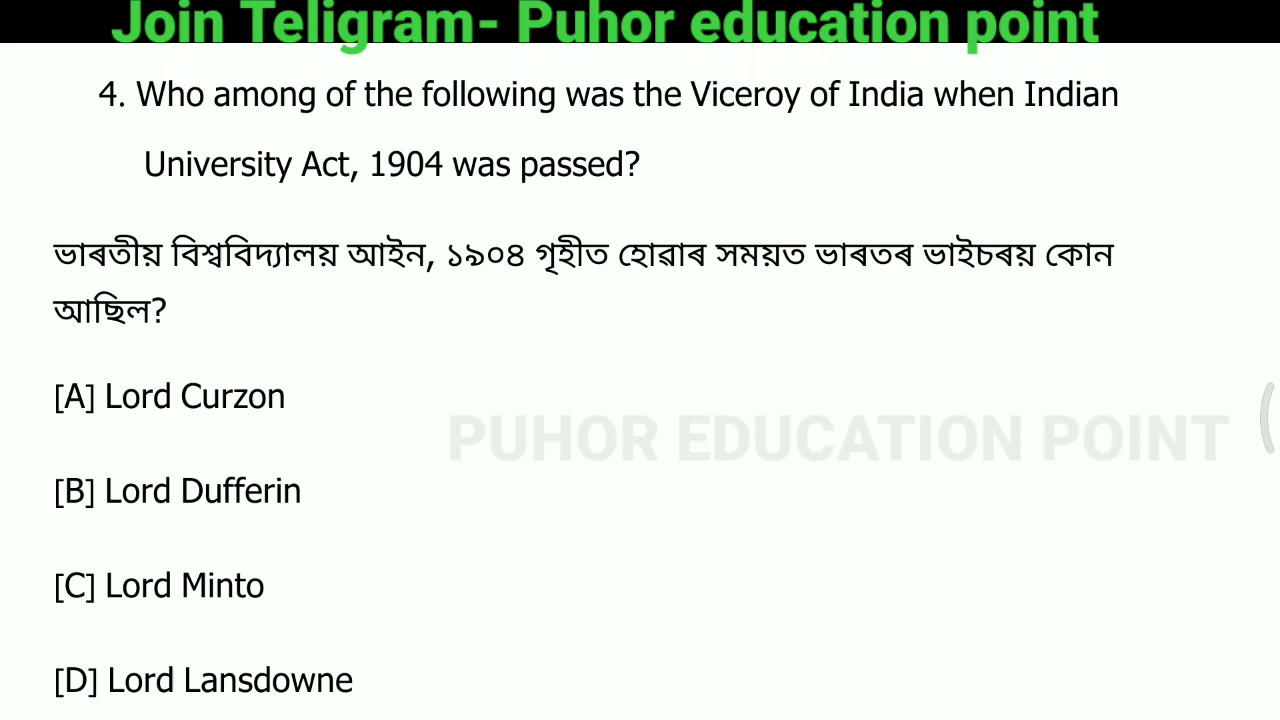 Join Teligram- Puhor education point
4. Who among of the following was the Viceroy of India when Indian
University Act, 1904 was passed?
ভাৰতীয় বিশ্ববিদ্যালয় আইন, ১৯০৪ গৃহীত হোৱাৰ সময়ত ভাৰতৰ ভাইচৰয় কোন
আছিল?
[A] Lord Curzon
PUHOR EDUCATION POINT
[B] Lord Dufferin
[C] Lord Minto
[D] Lord Lansdowne